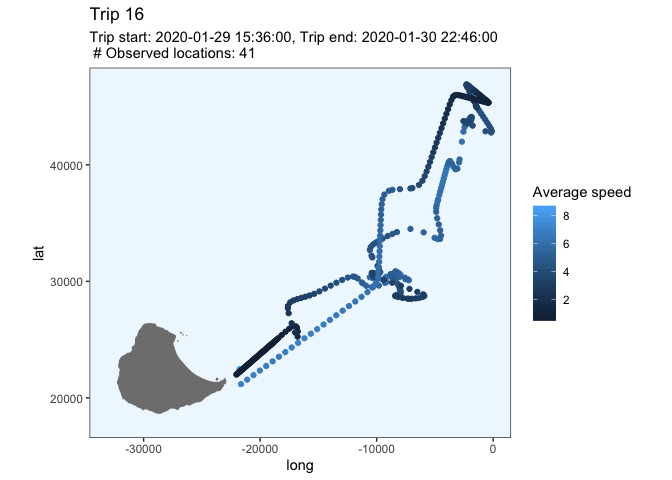 Trip 16
Trip start: 2020-01-29 15:36:00, Trip end: 2020-01-30 22:46:00
# Observed locations: 41
40000
30000
20000
lat
-30000 -20000 -10000 0
long
Average speed
8
6
4
2